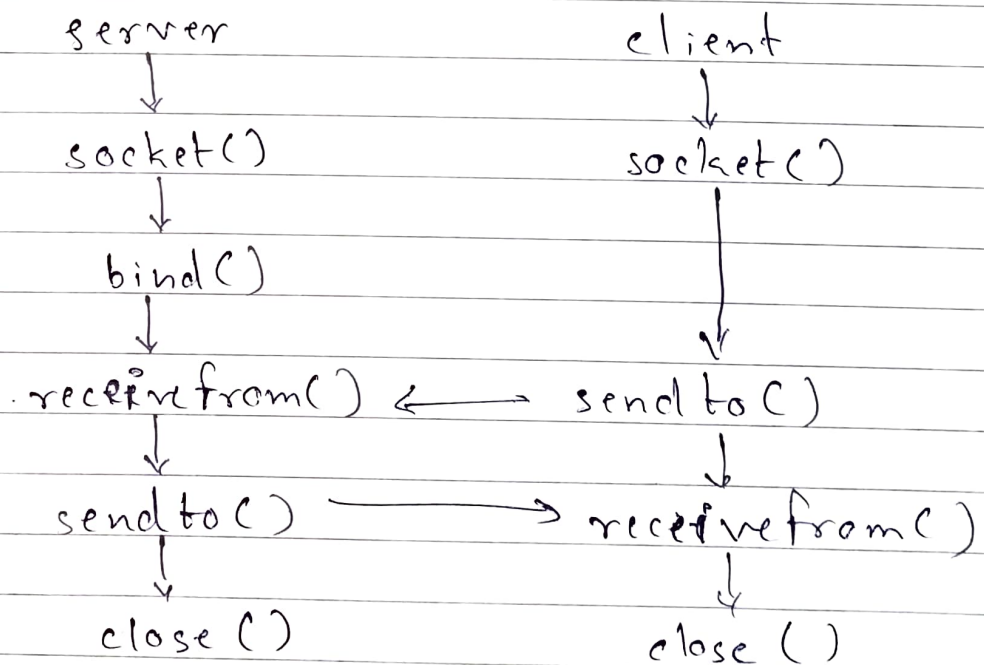 server client
socket() socket()
bind()
receivefrom() sendto()
sendto() receivefrom()
close() close()